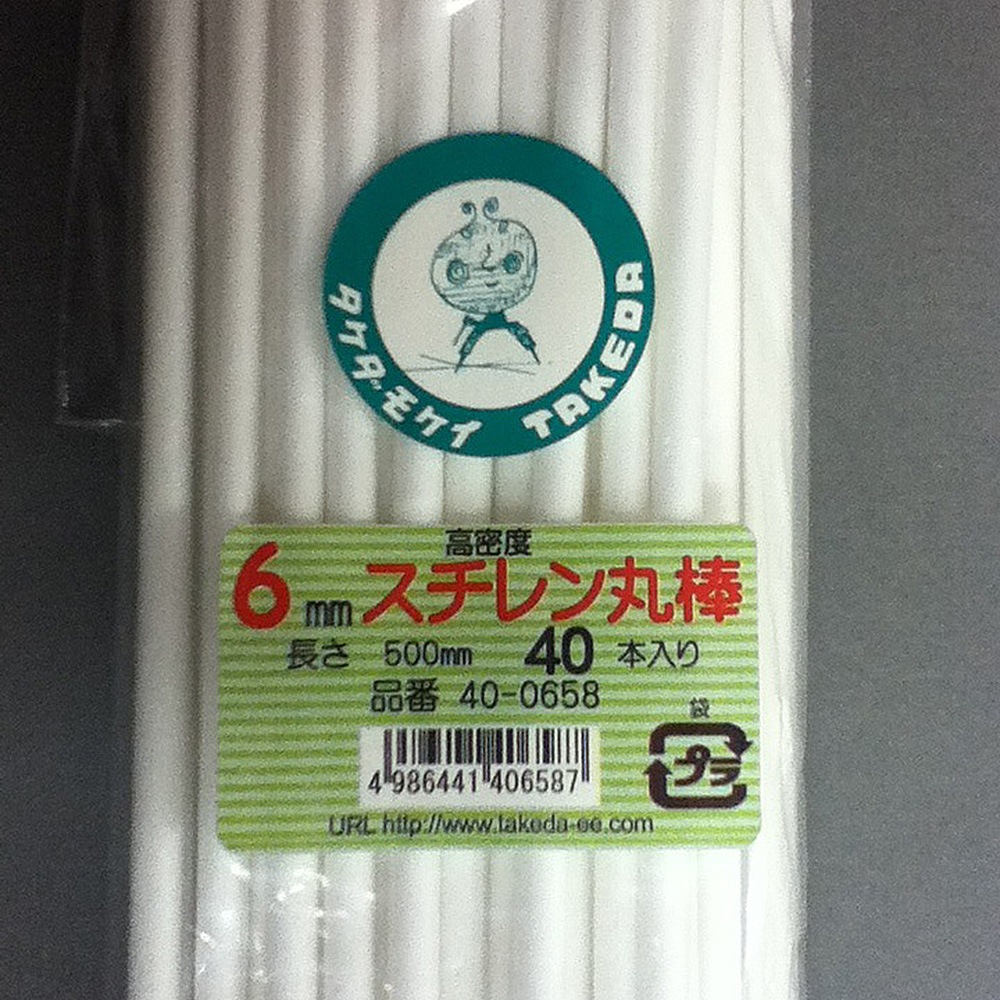 タケダ・モケイ TAKEDA
高密度
6mm スチレン丸棒
長さ 500mm 40 本入り
品番 40-0658
袋
プラ
4 986441 406587
URL http://www.takeda-ee.com